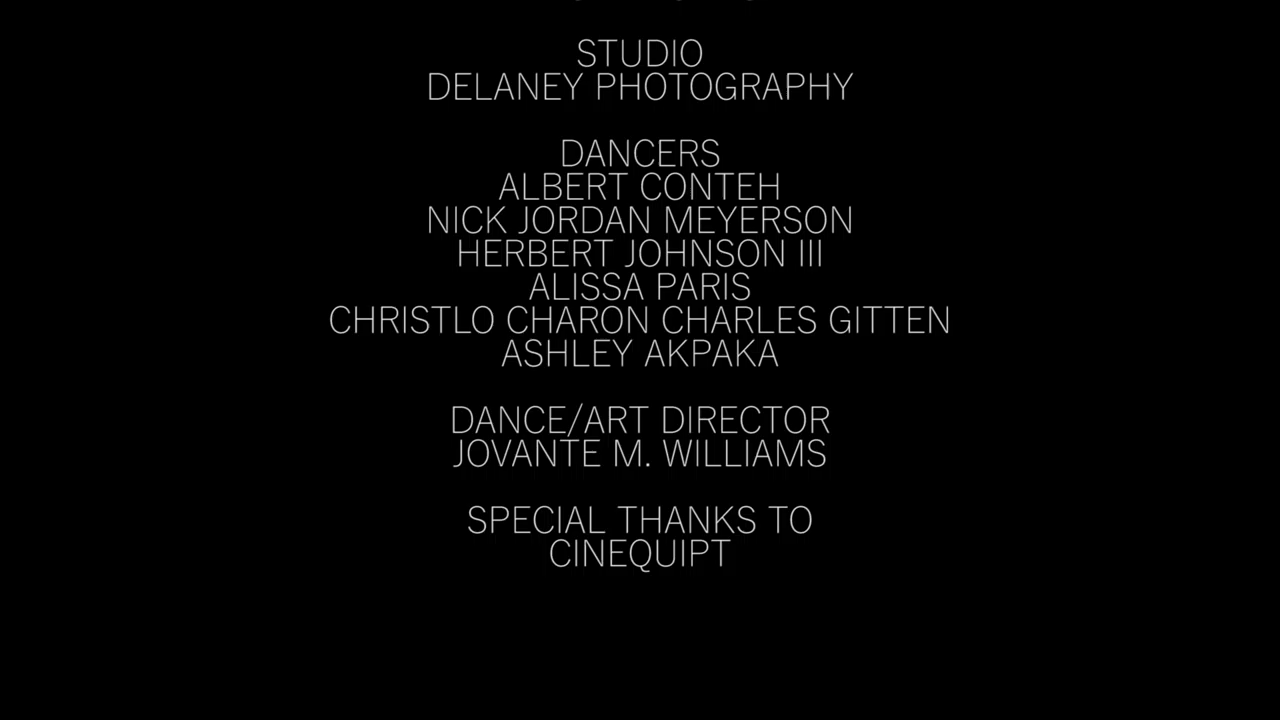 STUDIO
DELANEY PHOTOGRAPHY
DANCERS
ALBERT CONTEH
NICK JORDAN MEYERSON
HERBERT JOHNSON III
ALISSA PARIS
CHRISTLO CHARON CHARLES GITTEN
ASHLEY AKPAKA
DANCE/ART DIRECTOR
JOVANTE M. WILLIAMS
SPECIAL THANKS TO
CINEQUIPT